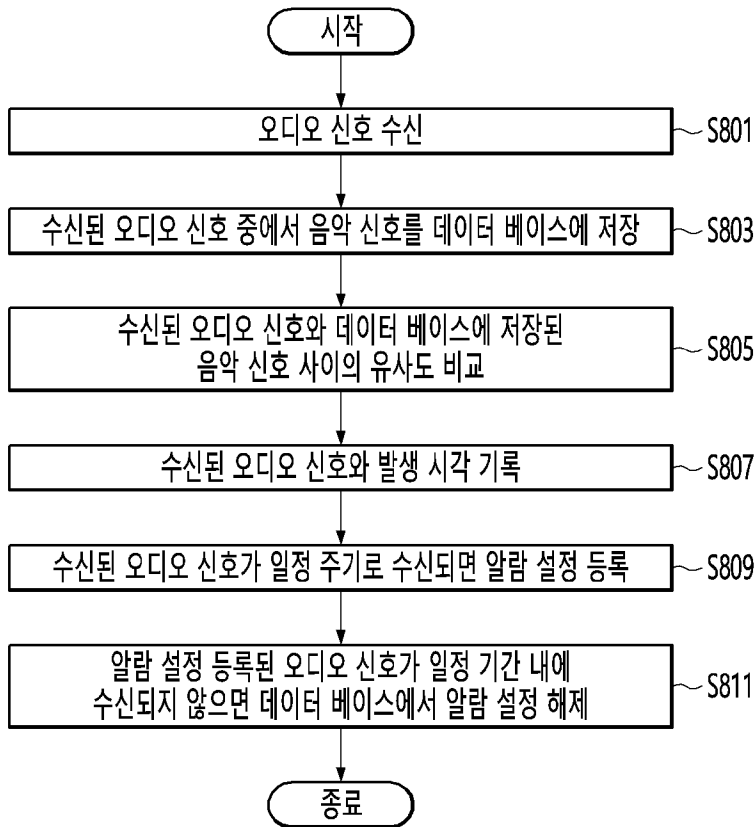 시작
오디오 신호 수신
S801
수신된 오디오 신호 중에서 음악 신호를 데이터 베이스에 저장
S803
수신된 오디오 신호와 데이터 베이스에 저장된
음악 신호 사이의 유사도 비교
S805
수신된 오디오 신호와 발생 시각 기록
S807
수신된 오디오 신호가 일정 주기로 수신되면 알람 설정 등록
S809
알람 설정 등록된 오디오 신호가 일정 기간 내에
수신되지 않으면 데이터 베이스에서 알람 설정 해제
S811
종료